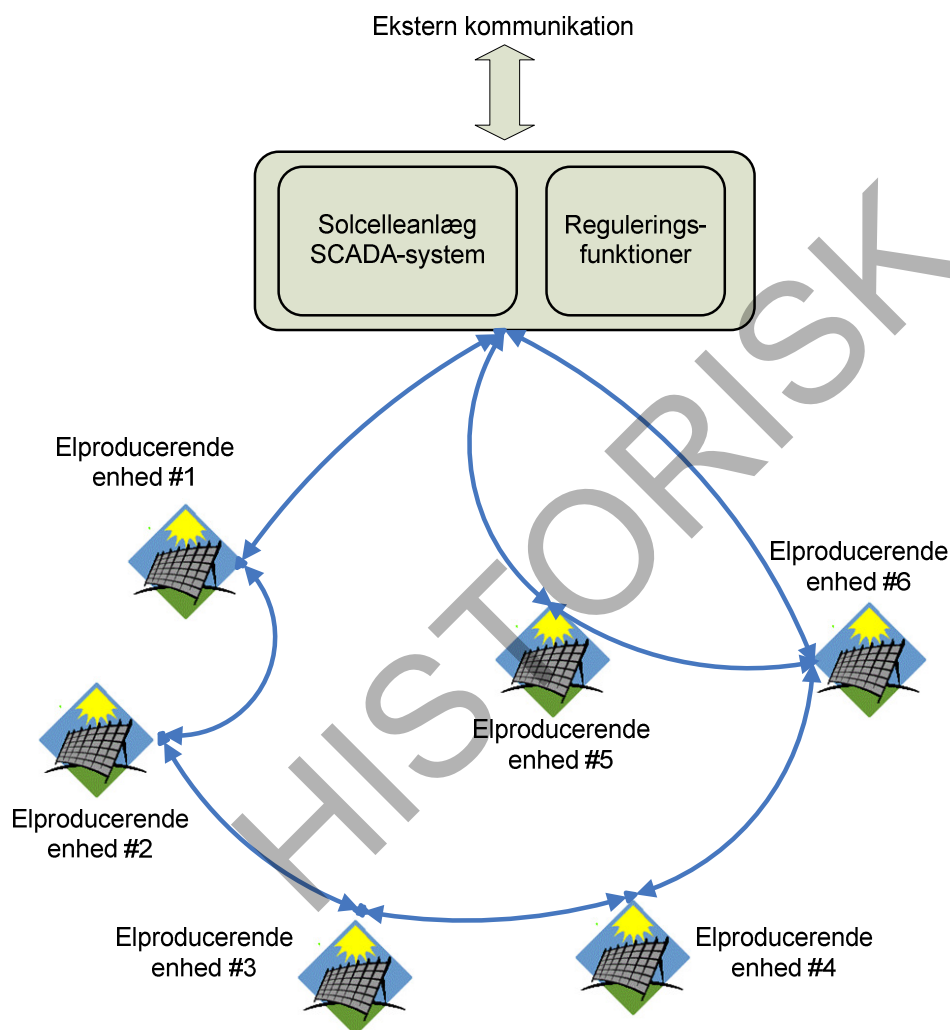 Ekstern kommunikation
Solcelleanlæg
SCADA-system
Regulerings-
funktioner
Elproducerende
enhed #1
Elproducerende
enhed #6
Elproducerende
enhed #5
Elproducerende
enhed #2
Elproducerende
enhed #3
Elproducerende
enhed #4
HISTORISK